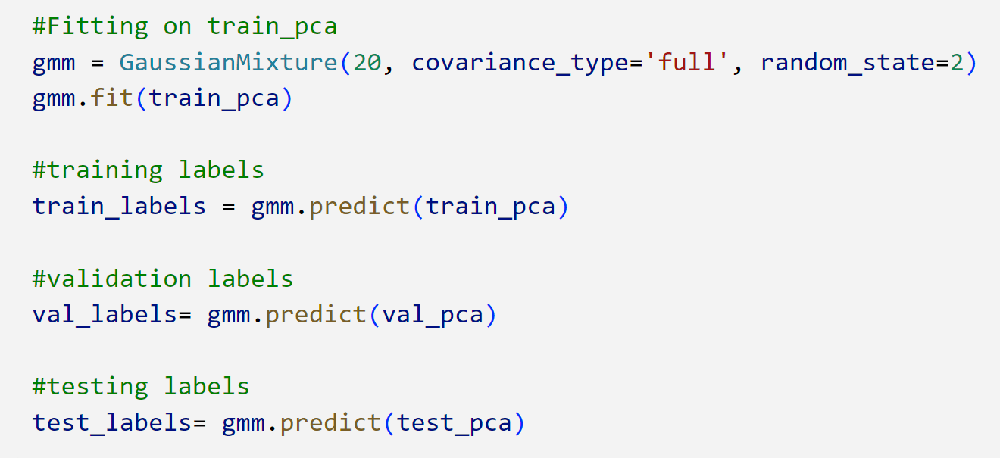 #Fitting on train_pca
gmm = GaussianMixture(20, covariance_type='full', random_state=2)
gmm.fit(train_pca)
#training labels
train_labels = gmm.predict(train_pca)
#validation labels
val_labels= gmm.predict(val_pca)
#testing labels
test_labels= gmm.predict(test_pca)